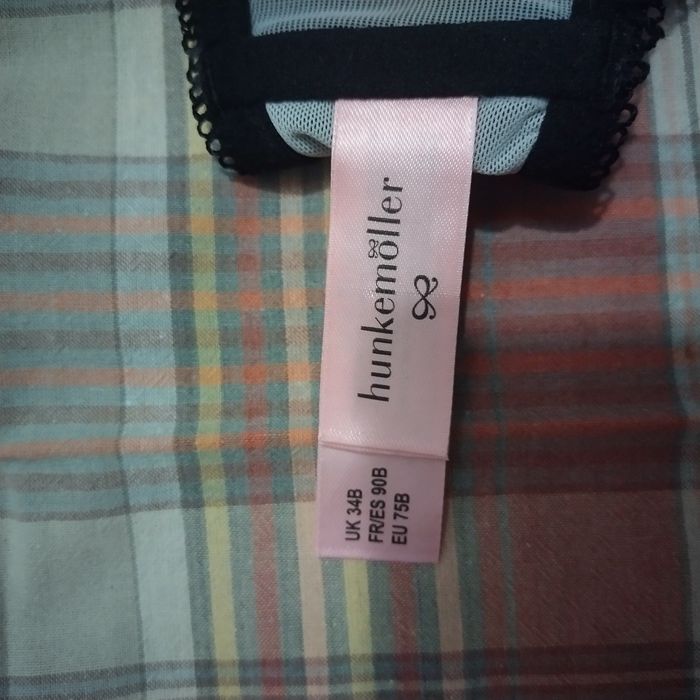 hunkemöller
UK 34B
FR/ES 90B
EU 75B